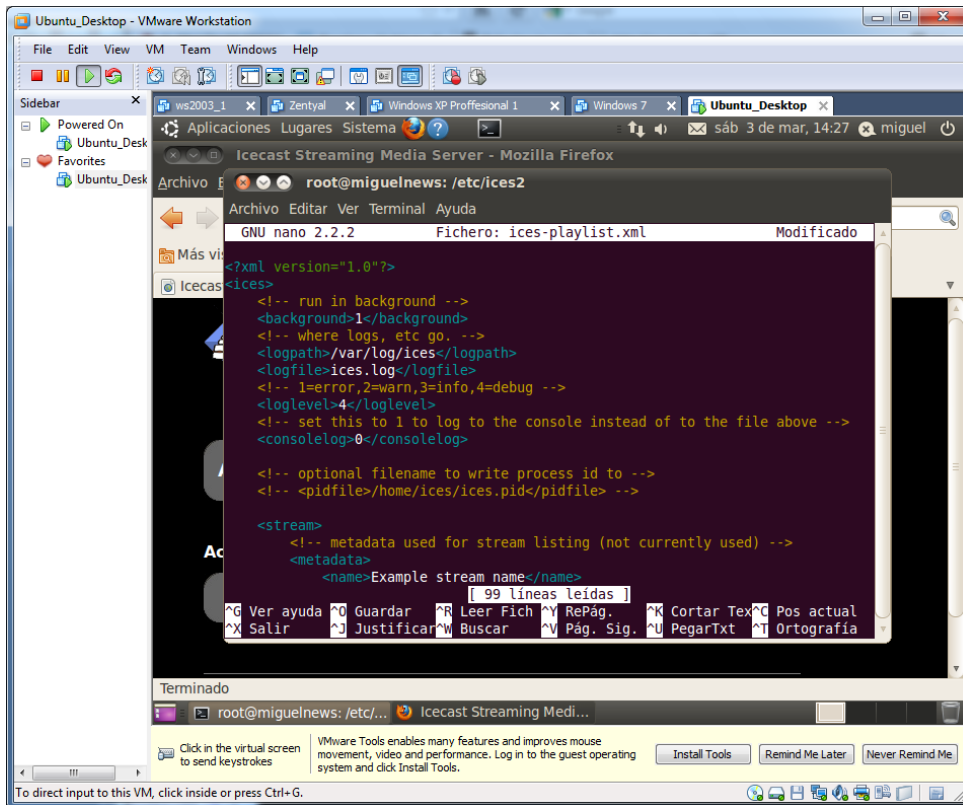 Ubuntu_Desktop - VMware Workstation
File Edit View VM Team Windows Help
Sidebar
Powered On
Ubuntu_Desk
Favorites
Ubuntu_Desk
ws2003_1 Zentyal Windows XP Proffesional 1 Windows 7 Ubuntu_Desktop
Aplicaciones Lugares Sistema sáb 3 de mar, 14:27 miguel
Icecast Streaming Media Server - Mozilla Firefox
Archivo
root@miguelnews: /etc/ices2
Archivo Editar Ver Terminal Ayuda
Más vi
Icecas
GNU nano 2.2.2 Fichero: ices-playlist.xml Modificado
<?xml version="1.0"?>
<ices>
<!-- run in background -->
<background>1</background>
<!-- where logs, etc go. -->
<logpath>/var/log/ices</logpath>
<logfile>ices.log</logfile>
<!-- 1=error,2=warn,3=info,4=debug -->
<loglevel>4</loglevel>
<!-- set this to 1 to log to the console instead of to the file above -->
<consolelog>0</consolelog>
<!-- optional filename to write process id to -->
<!-- <pidfile>/home/ices/ices.pid</pidfile> -->
<stream>
<!-- metadata used for stream listing (not currently used) -->
<metadata>
<name>Example stream name</name>
[ 99 líneas leídas ]
^G Ver ayuda ^O Guardar ^R Leer Fich ^Y RePág. ^K Cortar Tex ^C Pos actual
^X Salir ^J Justificar ^W Buscar ^V Pág. Sig. ^U PegarTxt ^T Ortografía
Ac
Terminado
root@miguelnews: /etc/... Icecast Streaming Medi...
Click in the virtual screen
to send keystrokes
VMware Tools enables many features and improves mouse
movement, video and performance. Log in to the guest operating
system and click Install Tools.
Install Tools Remind Me Later Never Remind Me
To direct input to this VM, click inside or press Ctrl+G.